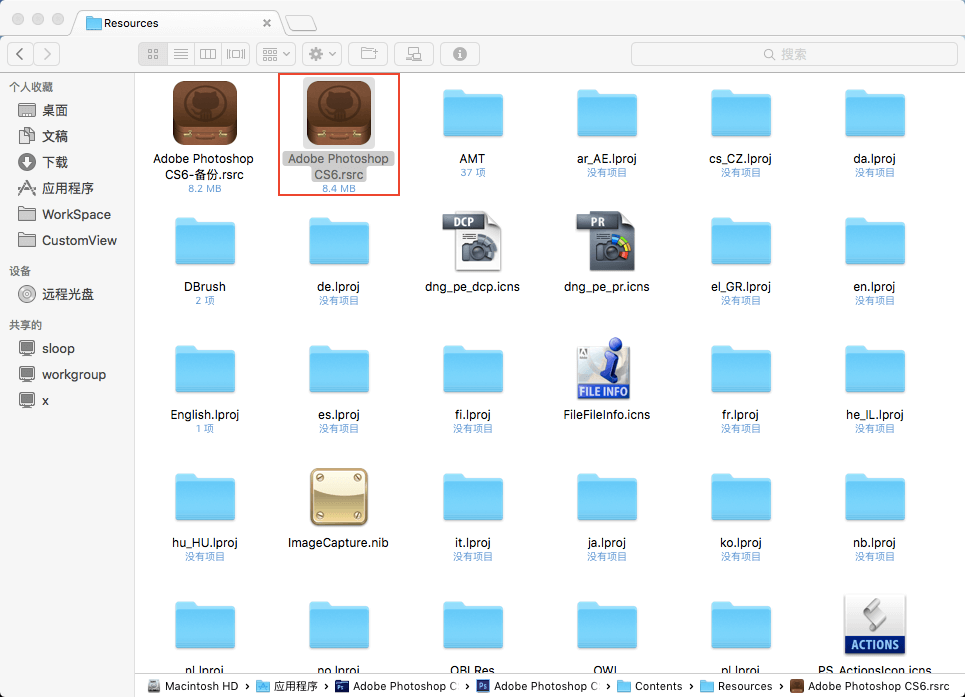 Resources
搜索
个人收藏
桌面
文稿
下载
应用程序
WorkSpace
CustomView
设备
远程光盘
共享的
sloop
workgroup
x
Adobe Photoshop
CS6-备份.rsrc
8.2 MB
Adobe Photoshop
CS6.rsrc
8.4 MB
AMT
37 项
ar_AE.lproj
没有项目
cs_CZ.lproj
没有项目
da.lproj
没有项目
DBrush
2 项
de.lproj
没有项目
DCP
dng_pe_dcp.icns
PR
dng_pe_pr.icns
el_GR.lproj
没有项目
en.lproj
没有项目
English.lproj
1 项
es.lproj
没有项目
fi.lproj
没有项目
FILE INFO
FileFileInfo.icns
fr.lproj
没有项目
he_IL.lproj
没有项目
hu_HU.lproj
没有项目
ImageCapture.nib
it.lproj
没有项目
ja.lproj
没有项目
ko.lproj
没有项目
nb.lproj
没有项目
nl.lproj
no.lproj
OBLRes
OWL
pl.lproj
ACTIONS
PS_ActionsIcon.icns
Macintosh HD › 应用程序 › Adobe Photoshop C › Adobe Photoshop C › Contents › Resources › Adobe Photoshop CS6.rsrc